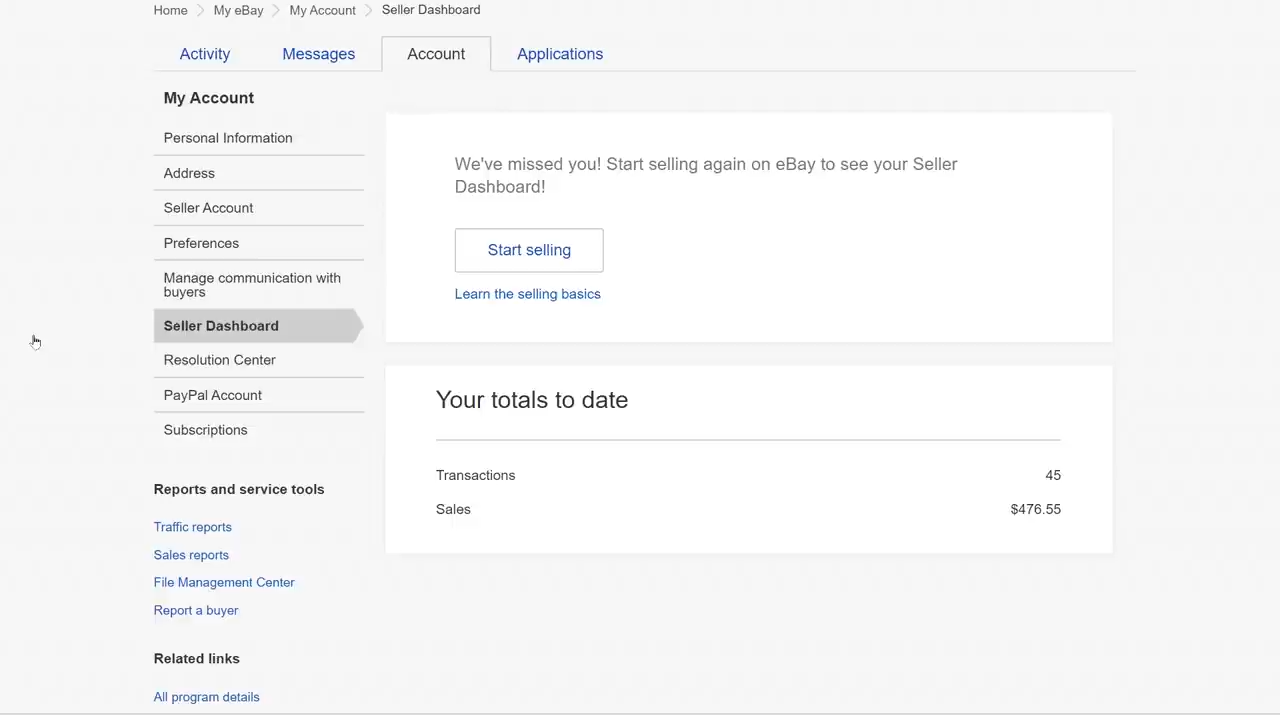 Home My eBay My Account Seller Dashboard
Activity Messages Account Applications
My Account
Personal Information
Address
Seller Account
Preferences
Manage communication with
buyers
Seller Dashboard
Resolution Center
PayPal Account
Subscriptions
Reports and service tools
Traffic reports
Sales reports
File Management Center
Report a buyer
Related links
All program details
We've missed you! Start selling again on eBay to see your Seller
Dashboard!
Start selling
Learn the selling basics
Your totals to date
Transactions 45
Sales $476.55